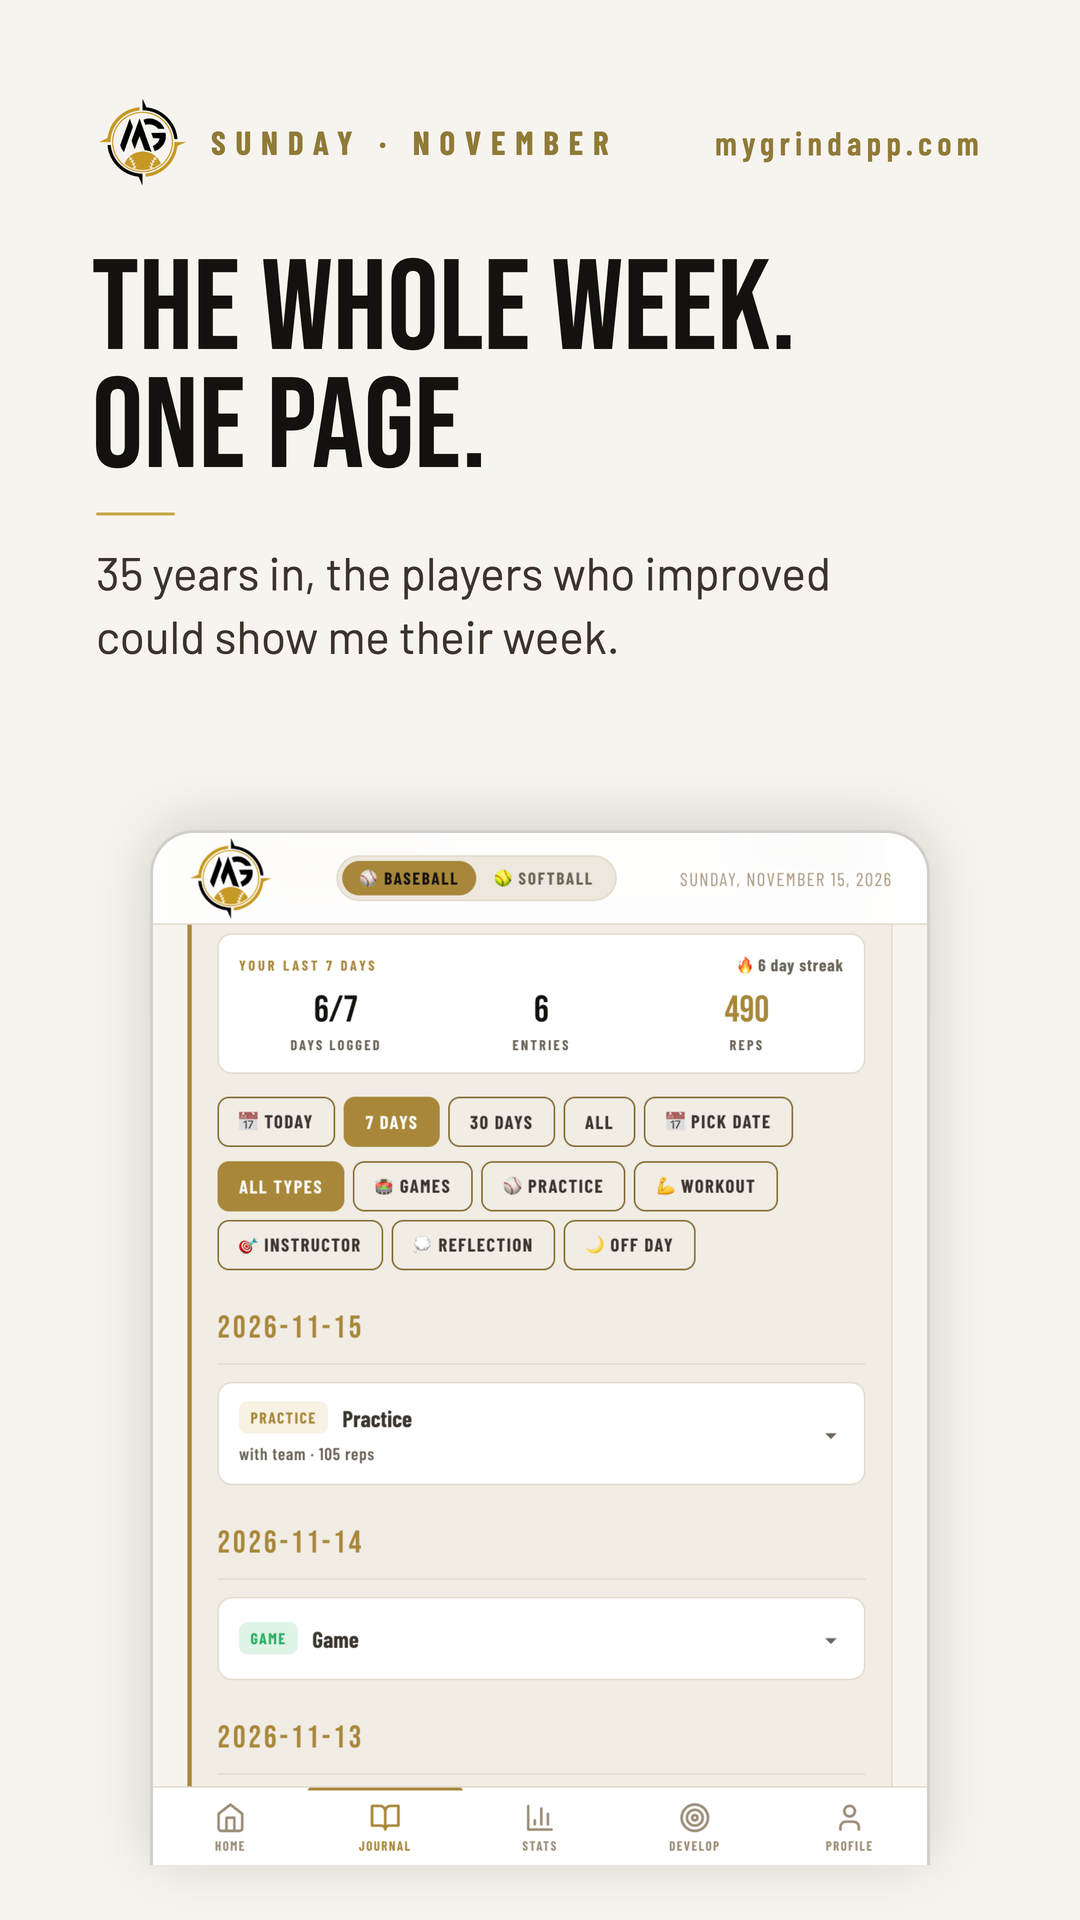 MG
SUNDAY · NOVEMBER
mygrindapp.com
THE WHOLE WEEK.
ONE PAGE.
35 years in, the players who improved
could show me their week.
MG
BASEBALL
SOFTBALL
SUNDAY, NOVEMBER 15, 2026
YOUR LAST 7 DAYS
6 day streak
6/7
6
490
DAYS LOGGED
ENTRIES
REPS
TODAY
7 DAYS
30 DAYS
ALL
PICK DATE
ALL TYPES
GAMES
PRACTICE
WORKOUT
INSTRUCTOR
REFLECTION
OFF DAY
2026-11-15
PRACTICE
Practice
with team · 105 reps
2026-11-14
GAME
Game
2026-11-13
HOME
JOURNAL
STATS
DEVELOP
PROFILE